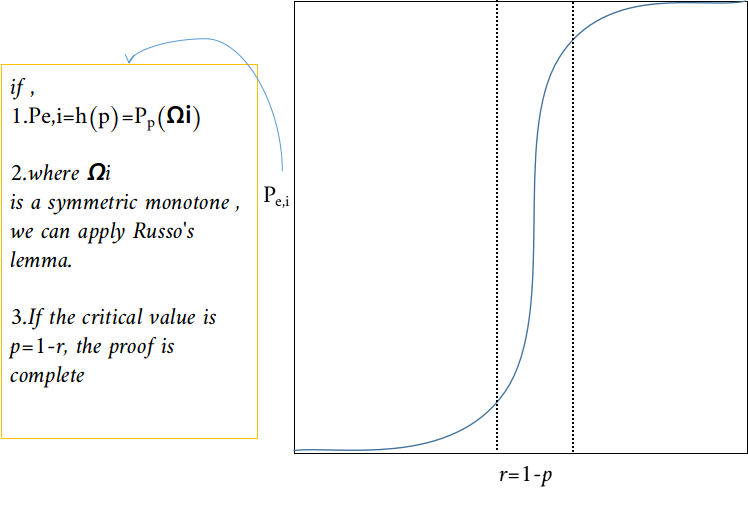 if ,
1.Pe,i=h(p)=Pₚ(Ωi)
2.where Ωi
is a symmetric monotone ,
we can apply Russo's
lemma.
3.If the critical value is
p=1-r, the proof is
complete
Pe,i
r=1-p